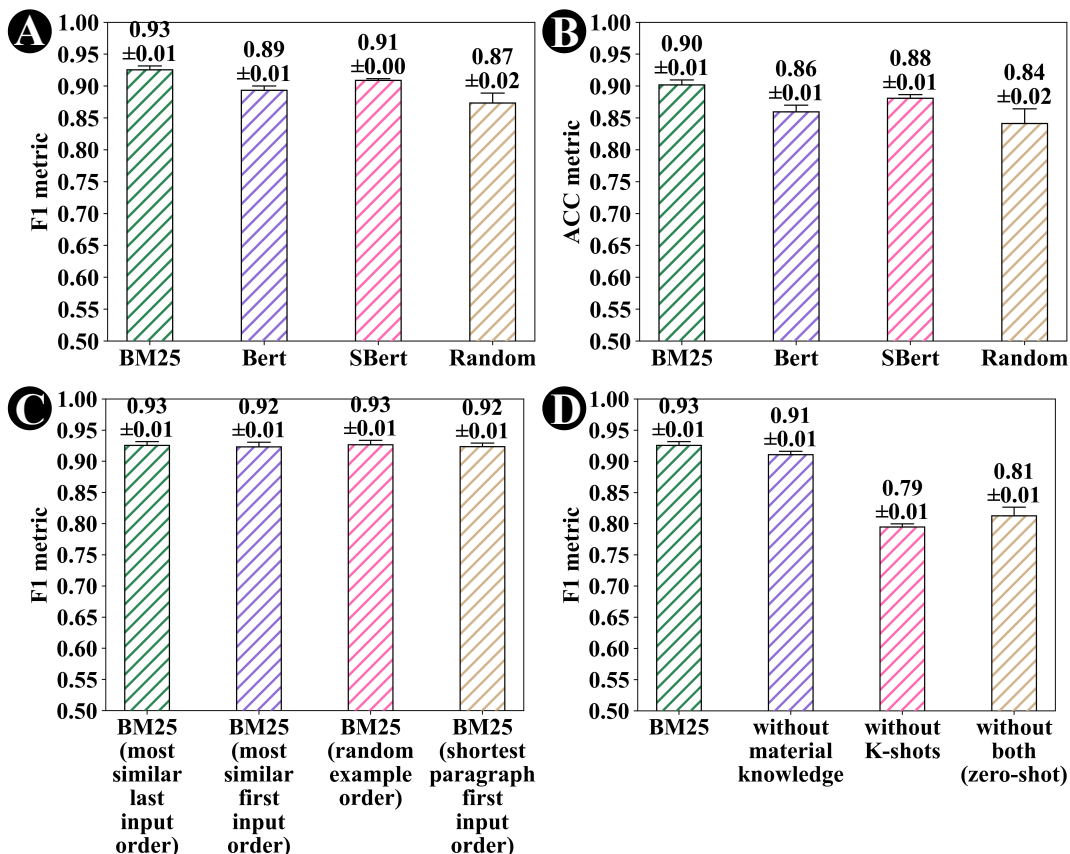 A
F1 metric
1.00
0.95
0.90
0.85
0.80
0.75
0.70
0.65
0.60
0.55
0.50
0.93
±0.01
0.89
±0.01
0.91
±0.00
0.87
±0.02
BM25
Bert
SBert
Random
B
ACC metric
1.00
0.95
0.90
0.85
0.80
0.75
0.70
0.65
0.60
0.55
0.50
0.90
±0.01
0.86
±0.01
0.88
±0.01
0.84
±0.02
BM25
Bert
SBert
Random
C
F1 metric
1.00
0.95
0.90
0.85
0.80
0.75
0.70
0.65
0.60
0.55
0.50
0.93
±0.01
0.92
±0.01
0.93
±0.01
0.92
±0.01
BM25
(most
similar
last
input
order)
BM25
(most
similar
first
input
order)
BM25
(random
example
order)
BM25
(shortest
paragraph
first
input
order)
D
F1 metric
1.00
0.95
0.90
0.85
0.80
0.75
0.70
0.65
0.60
0.55
0.50
0.93
±0.01
0.91
±0.01
0.79
±0.01
0.81
±0.01
BM25
without
material
knowledge
without
K-shots
without
both
(zero-shot)